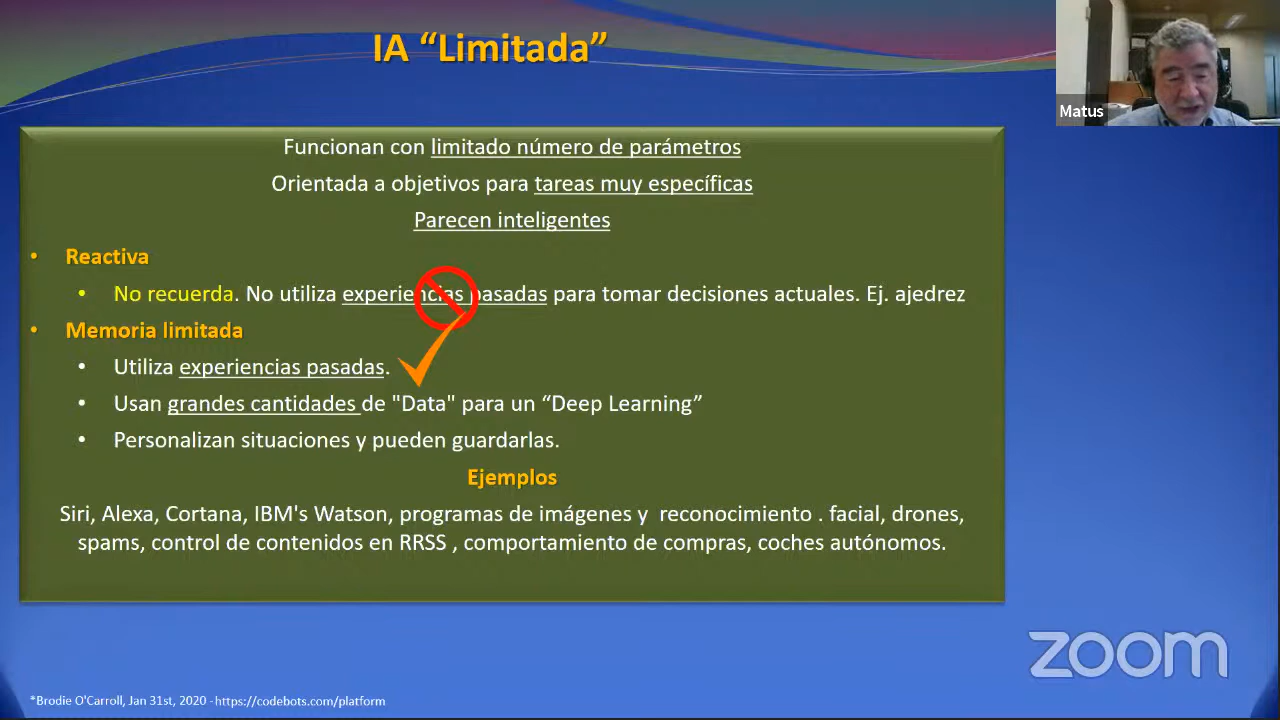 IA “Limitada”
Matus
Funcionan con limitado número de parámetros
Orientada a objetivos para tareas muy específicas
Parecen inteligentes
• Reactiva
• No recuerda. No utiliza experiencias pasadas para tomar decisiones actuales. Ej. ajedrez
• Memoria limitada
• Utiliza experiencias pasadas.
• Usan grandes cantidades de "Data" para un “Deep Learning”
• Personalizan situaciones y pueden guardarlas.
Ejemplos
Siri, Alexa, Cortana, IBM's Watson, programas de imágenes y reconocimiento . facial, drones,
spams, control de contenidos en RRSS , comportamiento de compras, coches autónomos.
zoom
*Brodie O'Carroll, Jan 31st, 2020 -https://codebots.com/platform